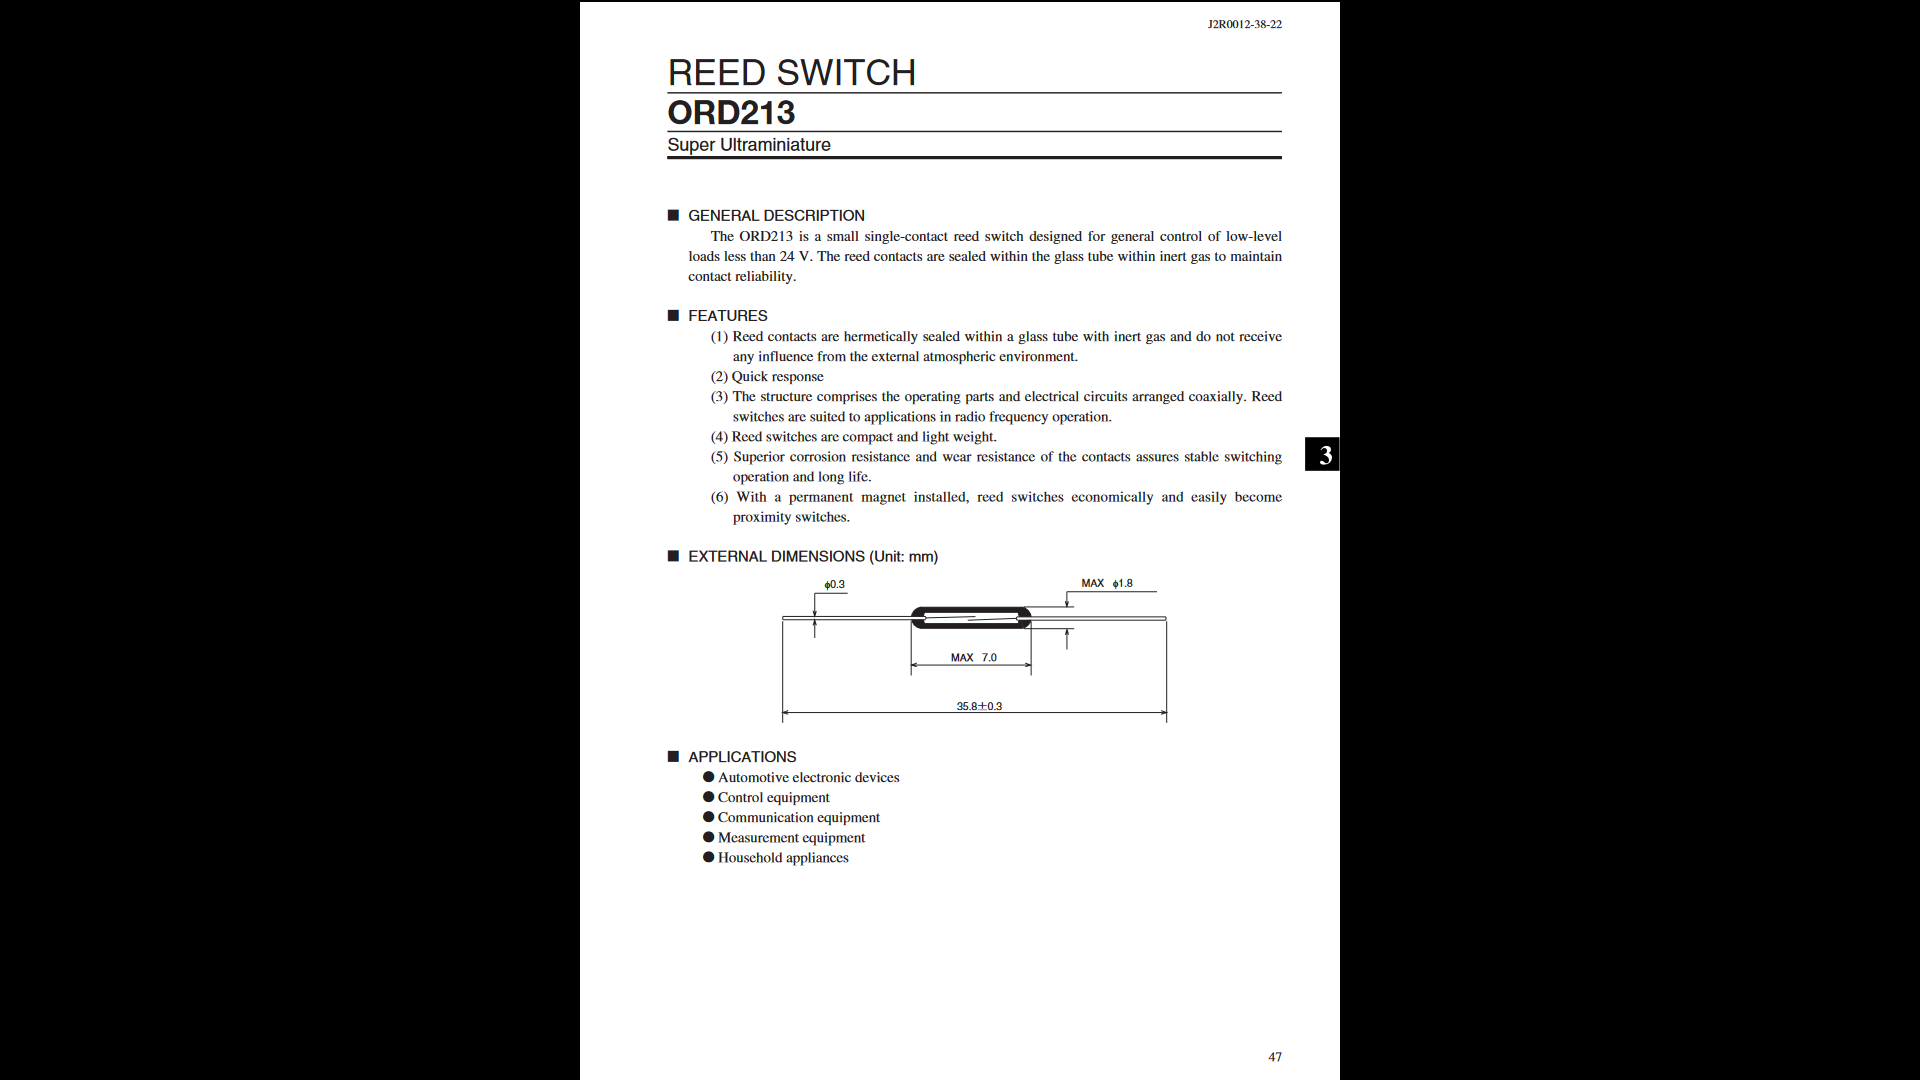 J2R0012-38-22
REED SWITCH
ORD213
Super Ultraminiature
■ GENERAL DESCRIPTION
The ORD213 is a small single-contact reed switch designed for general control of low-level
loads less than 24 V. The reed contacts are sealed within the glass tube within inert gas to maintain
contact reliability.
■ FEATURES
(1) Reed contacts are hermetically sealed within a glass tube with inert gas and do not receive
any influence from the external atmospheric environment.
(2) Quick response
(3) The structure comprises the operating parts and electrical circuits arranged coaxially. Reed
switches are suited to applications in radio frequency operation.
(4) Reed switches are compact and light weight.
(5) Superior corrosion resistance and wear resistance of the contacts assures stable switching
operation and long life.
(6) With a permanent magnet installed, reed switches economically and easily become
proximity switches.
3
■ EXTERNAL DIMENSIONS (Unit: mm)
ϕ0.3
MAX ϕ1.8
MAX 7.0
35.8±0.3
■ APPLICATIONS
● Automotive electronic devices
● Control equipment
● Communication equipment
● Measurement equipment
● Household appliances
47